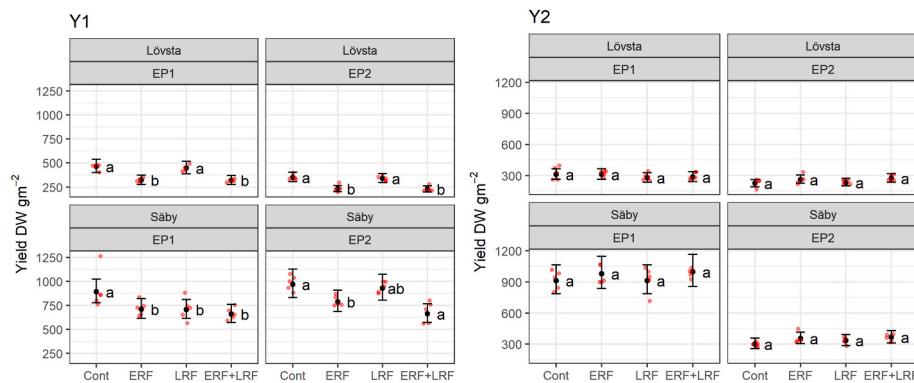 Y1
Y2
Lövsta
Lövsta
EP1
EP2
1250
1000
750
500
250
a
b
a
b
a
b
a
b
Säby
Säby
EP1
EP2
1250
1000
750
500
250
a
b
b
b
a
b
ab
a
Cont
ERF
LRF
ERF+LRF
Cont
ERF
LRF
ERF+LRF
Yield DW gm⁻²
Lövsta
Lövsta
EP1
EP2
1200
900
600
300
a
a
a
a
a
a
a
a
Säby
Säby
EP1
EP2
1200
900
600
300
a
a
a
a
a
a
a
a
Cont
ERF
LRF
ERF+LRF
Cont
ERF
LRF
ERF+LRF
Yield DW gm⁻²